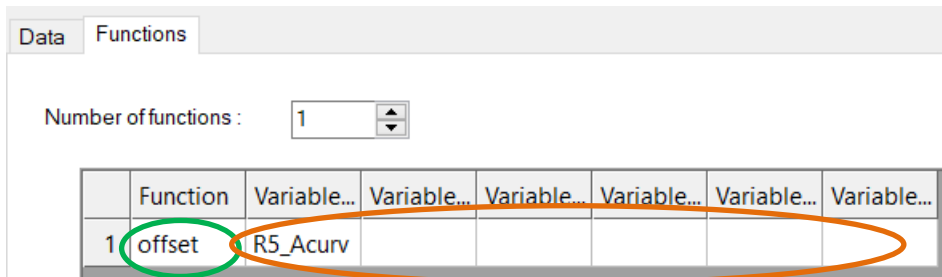 Data Functions
Number of functions : 1
Function Variable... Variable... Variable... Variable... Variable... Variable...
1 offset R5_Acurv